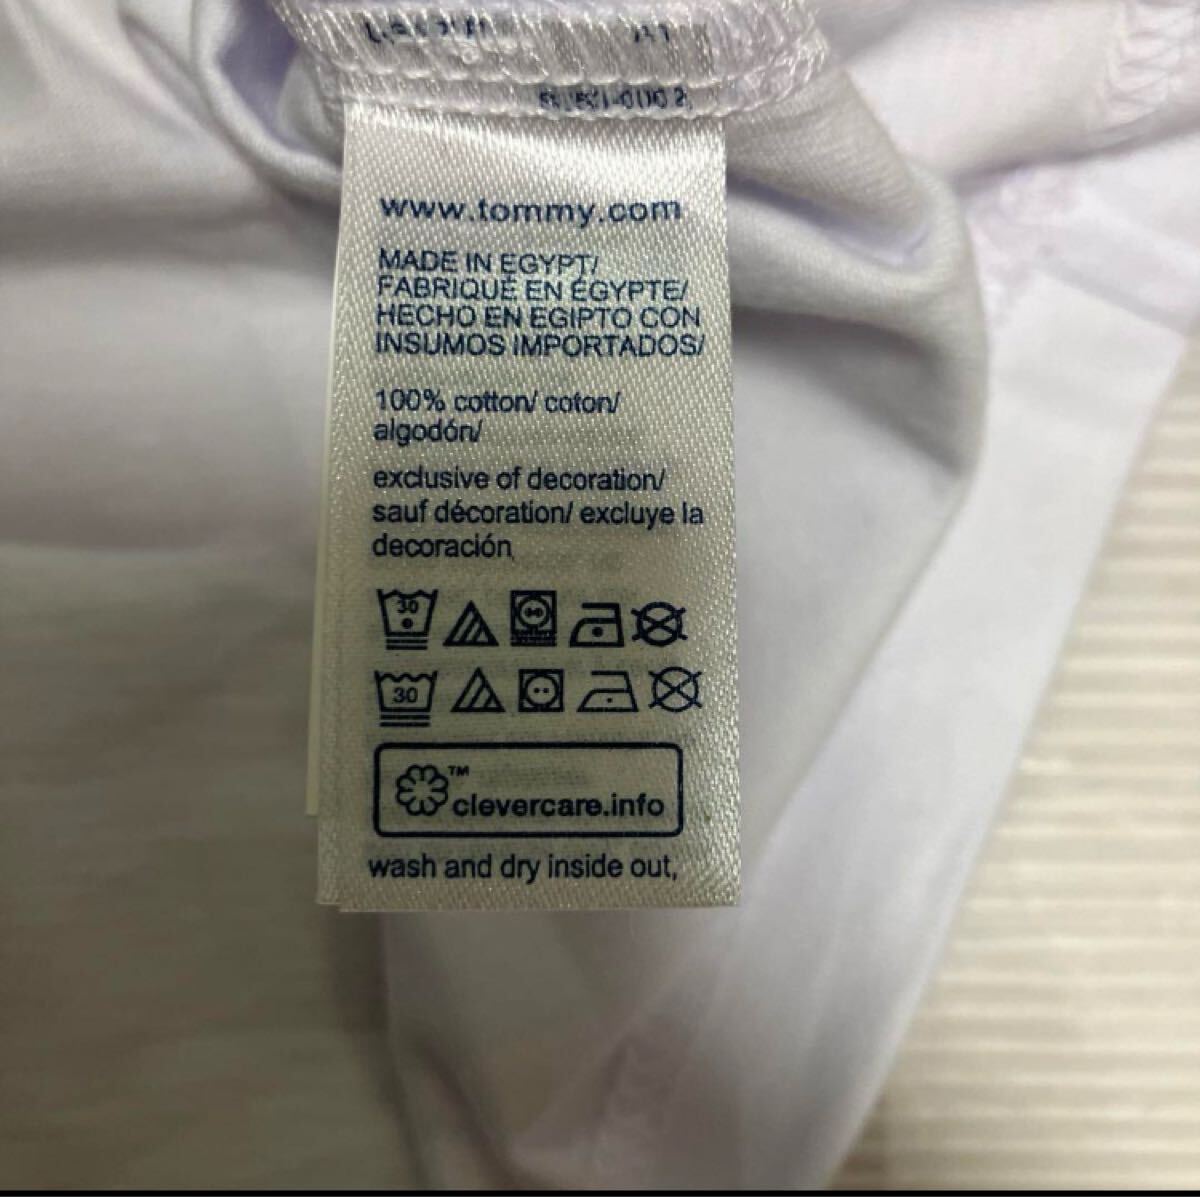 www.tommy.com
MADE IN EGYPT/
FABRIQUÉ EN ÉGYPTE/
HECHO EN EGIPTO CON
INSUMOS IMPORTADOS/
100% cotton/ coton/
algodón/
exclusive of decoration/
sauf décoration/ excluye la
decoración
30
30
™
clevercare.info
wash and dry inside out,